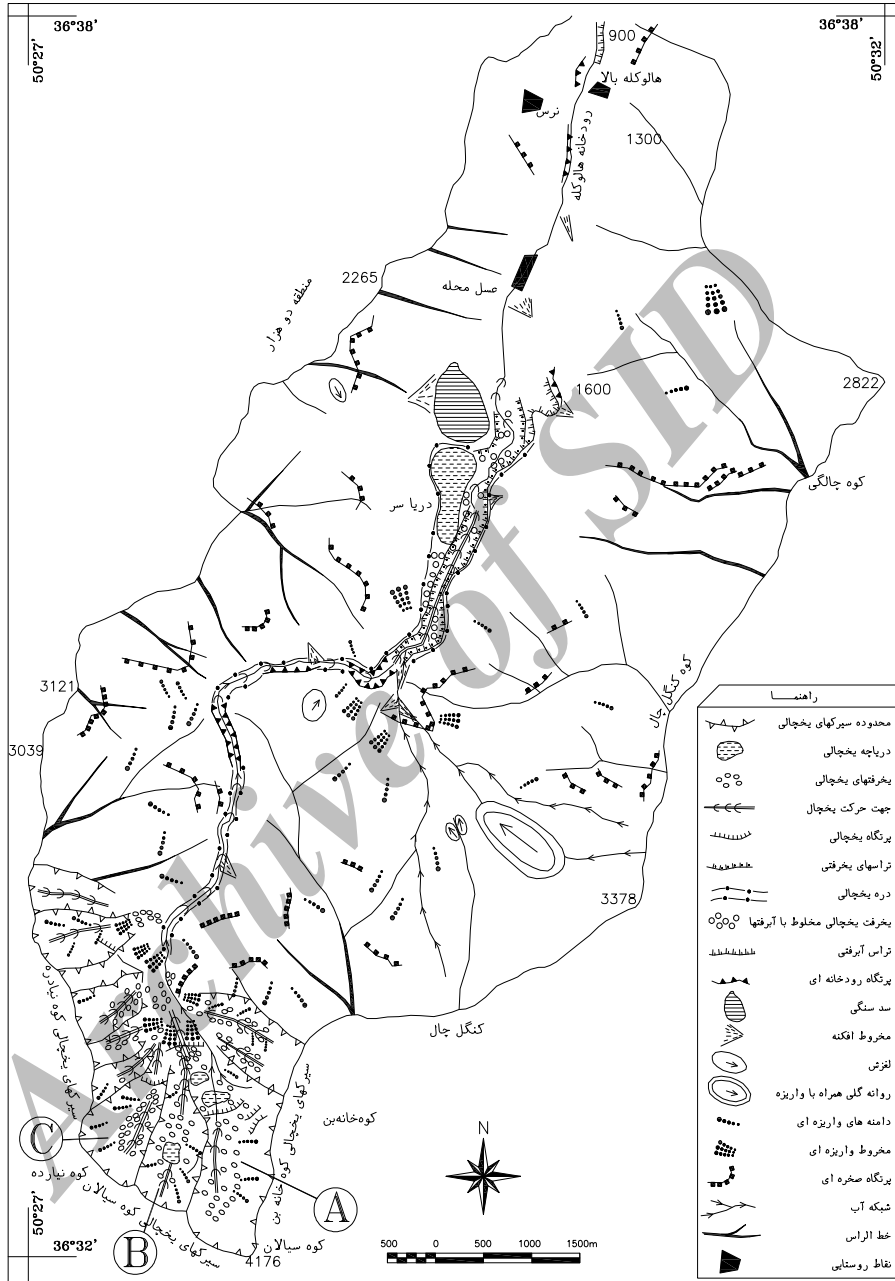 36°38'
36°38'
50°27'
50°32'
900
هالوکله بالا
نرس
رودخانه هالوکله
1300
2265
منطقه دو هزار
عسل محله
1600
2822
کوه چالگی
دریا سر
3121
3039
کوه کنگل چال
3378
کنگل چال
سیرکهای یخچالی کوه نیادره
سیرکهای یخچالی کوه خانه بن
کوه خانه‌بن
C
کوه نیارده
A
B
سیرکهای یخچالی کوه سیالان
کوه سیالان
4176
50°27'
36°32'
N
500 0 500 1000 1500m
راهنما
محدوده سیرکهای یخچالی
دریاچه یخچالی
یخرفتهای یخچالی
جهت حرکت یخچال
پرتگاه یخچالی
تراسهای یخرفتی
دره یخچالی
یخرفت یخچالی مخلوط با آبرفتها
تراس آبرفتی
پرتگاه رودخانه ای
سد سنگی
مخروط افکنه
لغزش
روانه گلی همراه با واریزه
دامنه های واریزه ای
مخروط واریزه ای
پرتگاه صخره ای
شبکه آب
خط الراس
نقاط روستایی
Archive of SID